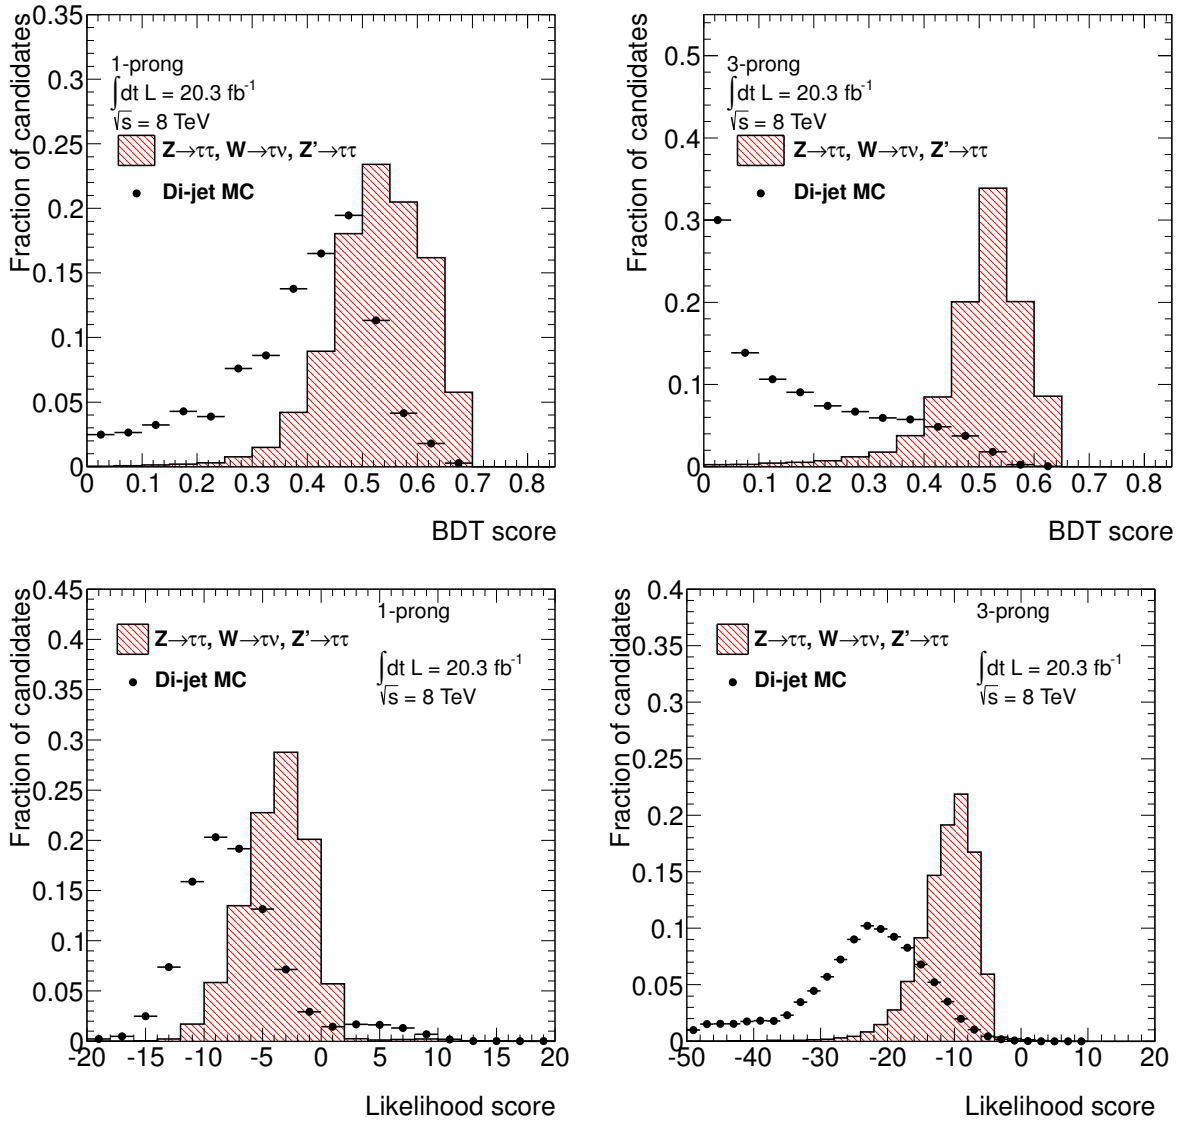 Fraction of candidates
0.35
0.3
0.25
0.2
0.15
0.1
0.05
0
1-prong
∫dt L = 20.3 fb⁻¹
√s = 8 TeV
Z→ττ, W→τν, Z'→ττ
Di-jet MC
0 0.1 0.2 0.3 0.4 0.5 0.6 0.7 0.8
BDT score
Fraction of candidates
0.5
0.4
0.3
0.2
0.1
0
3-prong
∫dt L = 20.3 fb⁻¹
√s = 8 TeV
Z→ττ, W→τν, Z'→ττ
Di-jet MC
0 0.1 0.2 0.3 0.4 0.5 0.6 0.7 0.8
BDT score
Fraction of candidates
0.45
0.4
0.35
0.3
0.25
0.2
0.15
0.1
0.05
0
1-prong
Z→ττ, W→τν, Z'→ττ
∫dt L = 20.3 fb⁻¹
Di-jet MC
√s = 8 TeV
-20 -15 -10 -5 0 5 10 15 20
Likelihood score
Fraction of candidates
0.4
0.35
0.3
0.25
0.2
0.15
0.1
0.05
0
3-prong
Z→ττ, W→τν, Z'→ττ
∫dt L = 20.3 fb⁻¹
Di-jet MC
√s = 8 TeV
-50 -40 -30 -20 -10 0 10 20
Likelihood score